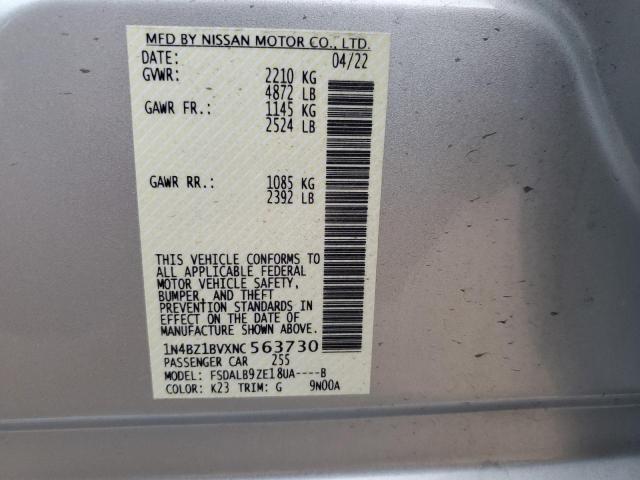 MFD BY NISSAN MOTOR CO., LTD.
DATE: 04/22
GVWR: 2210 KG
4872 LB
GAWR FR.: 1145 KG
2524 LB
GAWR RR.: 1085 KG
2392 LB
THIS VEHICLE CONFORMS TO
ALL APPLICABLE FEDERAL
MOTOR VEHICLE SAFETY,
BUMPER, AND THEFT
PREVENTION STANDARDS IN
EFFECT ON THE DATE OF
MANUFACTURE SHOWN ABOVE.
1N4BZ1BVXNC563730
PASSENGER CAR 255
MODEL: FSDALB9ZE18UA----B
COLOR: K23 TRIM: G 9N00A